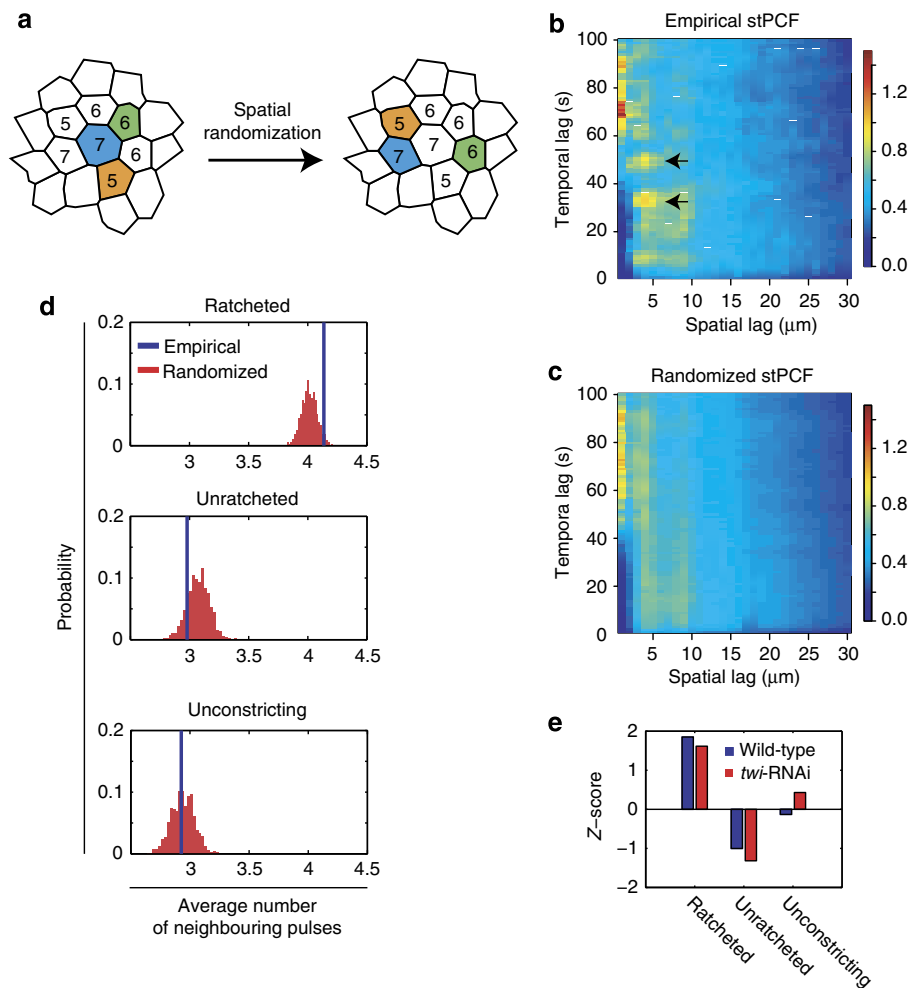 a
5
6
6
7
7
6
5
Spatial
randomization
5
6
6
7
7
6
5
b
Empirical stPCF
Temporal lag (s)
100
80
60
40
20
0
5
10
15
20
25
30
Spatial lag (μm)
1.2
0.8
0.4
0.0
c
Randomized stPCF
Tempora lag (s)
100
80
60
40
20
0
5
10
15
20
25
30
Spatial lag (μm)
1.2
0.8
0.4
0.0
d
Probability
Ratcheted
Empirical
Randomized
0.2
0.1
0
3
3.5
4
4.5
Unratcheted
0.2
0.1
0
3
3.5
4
4.5
Unconstricting
0.2
0.1
0
3
3.5
4
4.5
Average number
of neighbouring pulses
e
Z-score
2
1
0
−1
−2
Wild-type
twi-RNAi
Ratcheted
Unratcheted
Unconstricting